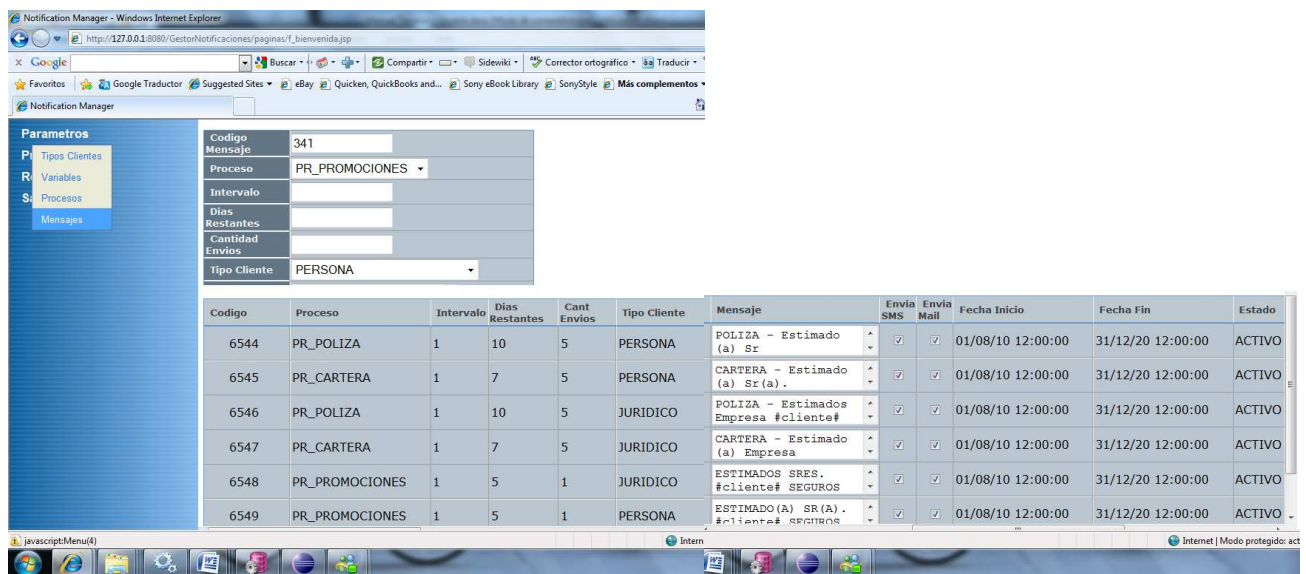 Notification Manager - Windows Internet Explorer
http://127.0.0.1:8080/GestorNotificaciones/paginas/f_bienvenida.jsp
x Google Buscar Compartir Sidewiki Corrector ortográfico Traducir
Favoritos Google Traductor Suggested Sites eBay Quicken, QuickBooks and... Sony eBook Library SonyStyle Más complementos
Notification Manager
Parametros
Tipos Clientes
Variables
Procesos
Mensajes
Codigo Mensaje 341
Proceso PR_PROMOCIONES
Intervalo
Dias Restantes
Cantidad Envios
Tipo Cliente PERSONA
Codigo Proceso Intervalo Dias Restantes Cant Envios Tipo Cliente Mensaje Envia SMS Envia Mail Fecha Inicio Fecha Fin Estado
6544 PR_POLIZA 1 10 5 PERSONA POLIZA - Estimado (a) Sr 01/08/10 12:00:00 31/12/20 12:00:00 ACTIVO
6545 PR_CARTERA 1 7 5 PERSONA CARTERA - Estimado (a) Sr(a). 01/08/10 12:00:00 31/12/20 12:00:00 ACTIVO
6546 PR_POLIZA 1 10 5 JURIDICO POLIZA - Estimados Empresa #cliente# 01/08/10 12:00:00 31/12/20 12:00:00 ACTIVO
6547 PR_CARTERA 1 7 5 JURIDICO CARTERA - Estimado (a) Empresa 01/08/10 12:00:00 31/12/20 12:00:00 ACTIVO
6548 PR_PROMOCIONES 1 5 1 JURIDICO ESTIMADOS SRES. #cliente# SEGUROS 01/08/10 12:00:00 31/12/20 12:00:00 ACTIVO
6549 PR_PROMOCIONES 1 5 1 PERSONA ESTIMADO(A) SR(A). #cliente# SEGUROS 01/08/10 12:00:00 31/12/20 12:00:00 ACTIVO
javascript:Menu(4) Intern Internet | Modo protegido: act